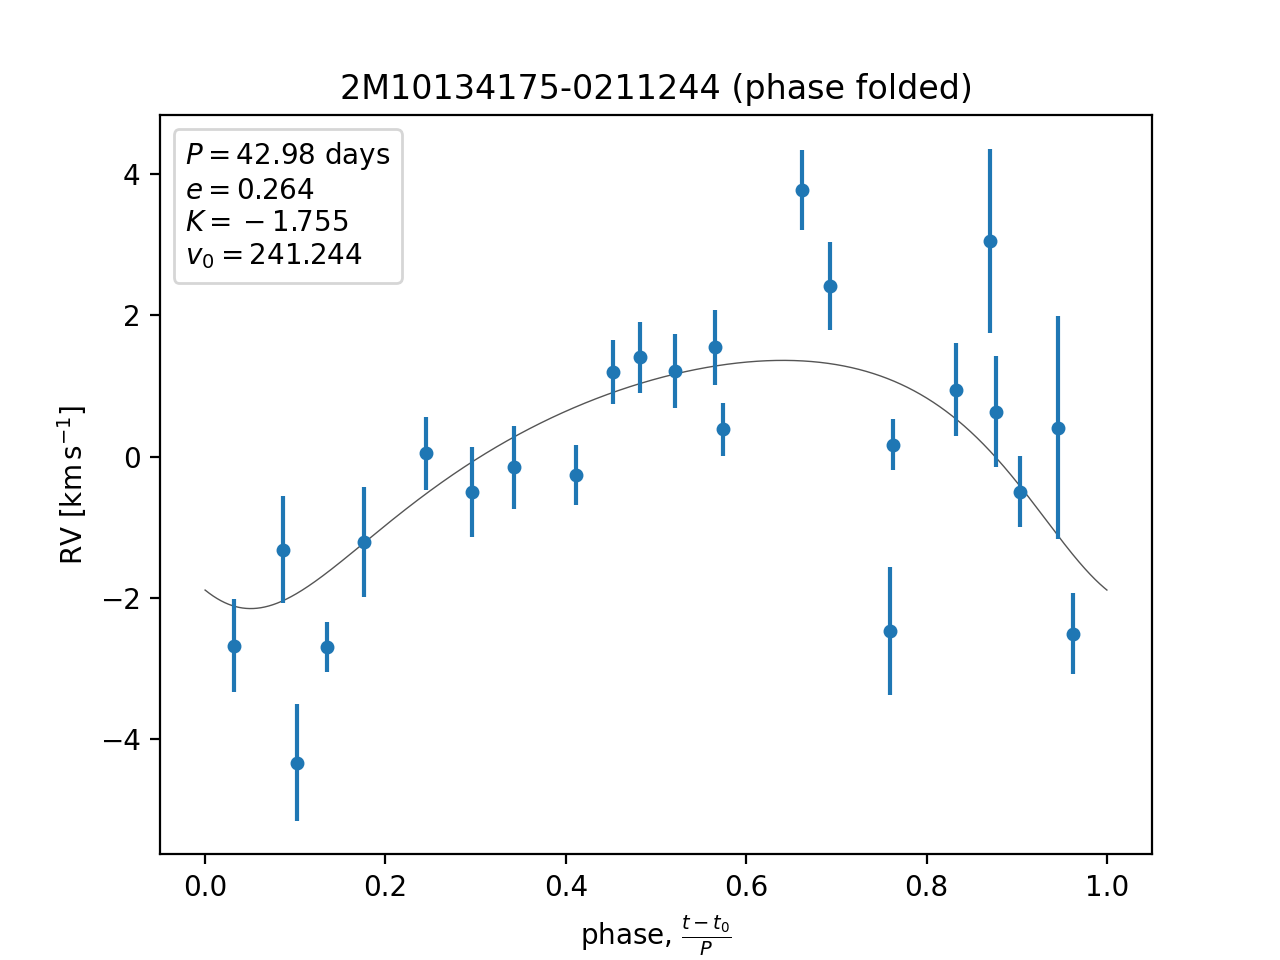 2M10134175-0211244 (phase folded)
P = 42.98 days
e = 0.264
K = −1.755
v₀ = 241.244
4
2
0
−2
−4
RV [km s⁻¹]
0.0 0.2 0.4 0.6 0.8 1.0
phase, (t − t₀)/P